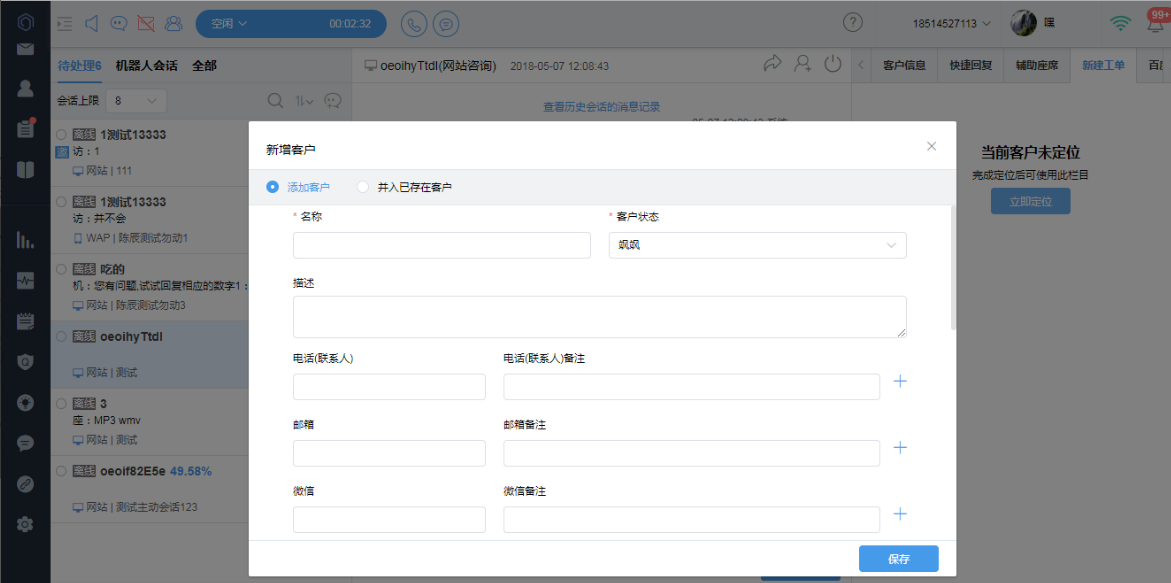 空闲 00:02:32
18514527113
嘿
99+
待处理6 机器人会话 全部
oeoihyTtdl(网站咨询) 2018-05-07 12:08:43
客户信息 快捷回复 辅助座席 新建工单
会话上限 8
查看历史会话的消息记录
离线 1测试13333
访：1
网站 | 111
离线 1测试13333
访：并不会
WAP | 陈辰测试勿动1
离线 吃的
机：您有问题,试试回复相应的数字1：
网站 | 陈辰测试勿动3
离线 oeoihyTtdl
网站 | 测试
离线 3
座：MP3 wmv
网站 | 测试
离线 oeoif82E5e 49.58%
网站 | 测试主动会话123
新增客户
添加客户 并入已存在客户
* 名称 * 客户状态
飒飒
描述
电话(联系人) 电话(联系人)备注
邮箱 邮箱备注
微信 微信备注
保存
当前客户未定位
完成定位后可使用此栏目
立即定位